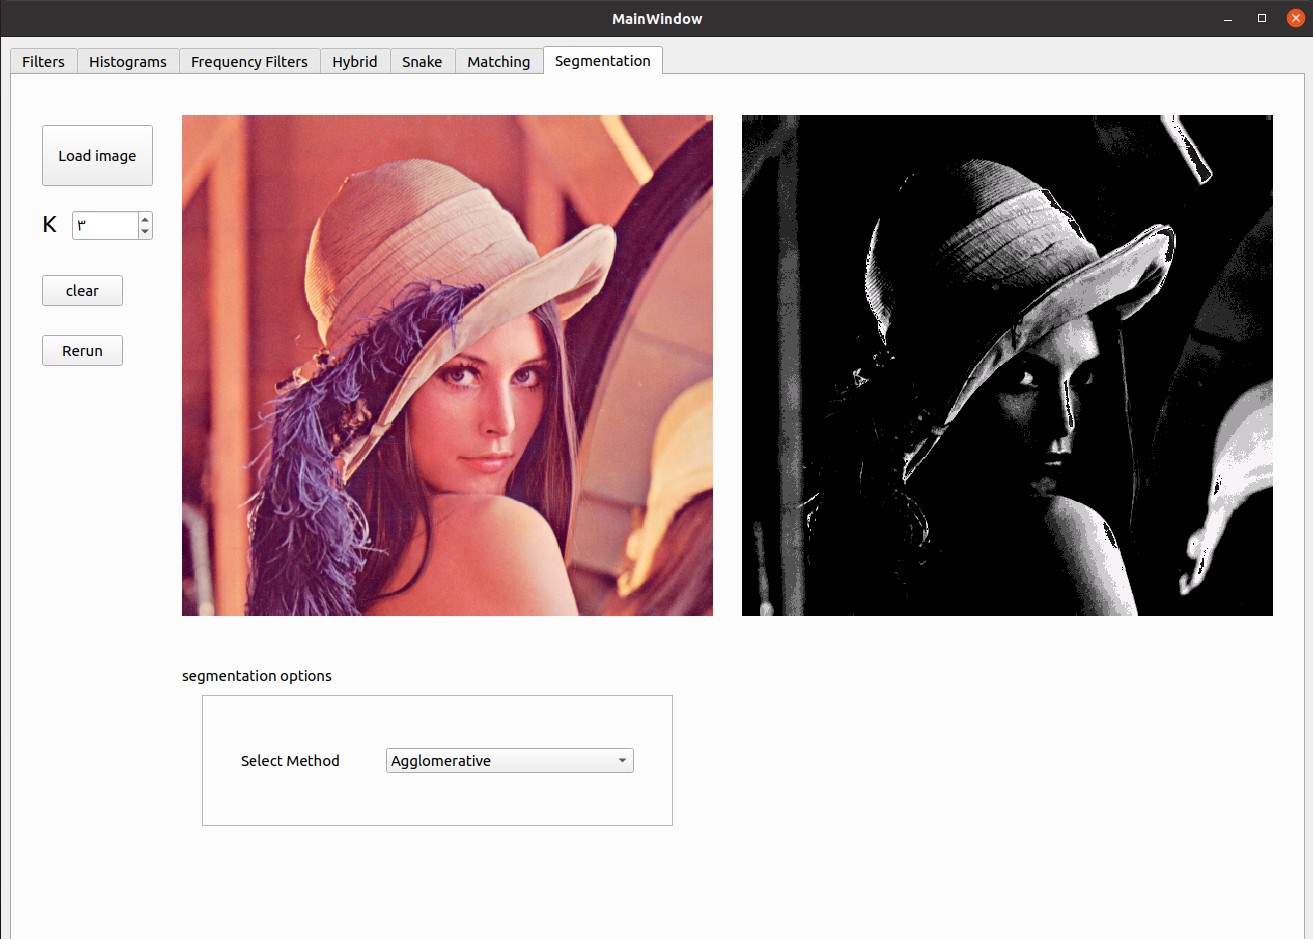 MainWindow
Filters Histograms Frequency Filters Hybrid Snake Matching Segmentation
Load image
K ٣
clear
Rerun
segmentation options
Select Method Agglomerative